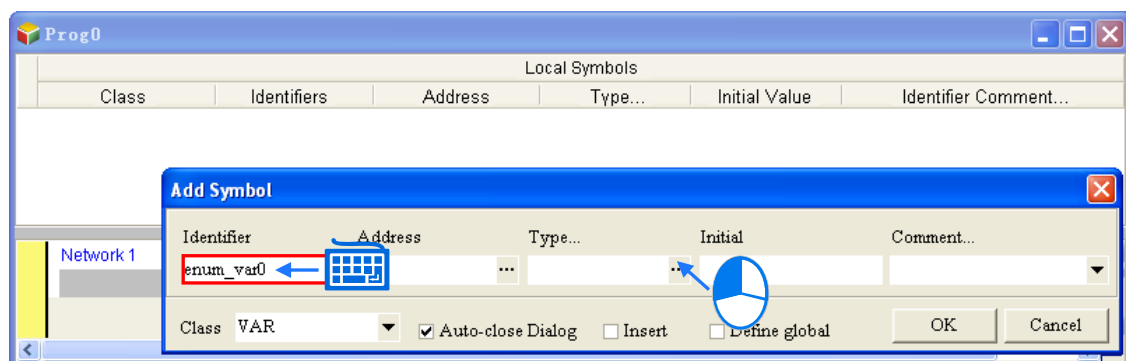 Prog0
Local Symbols
Class Identifiers Address Type... Initial Value Identifier Comment...
Add Symbol
Identifier Address Type... Initial Comment...
Network 1
enum_var0 ... ...
Class VAR Auto-close Dialog Insert Define global OK Cancel